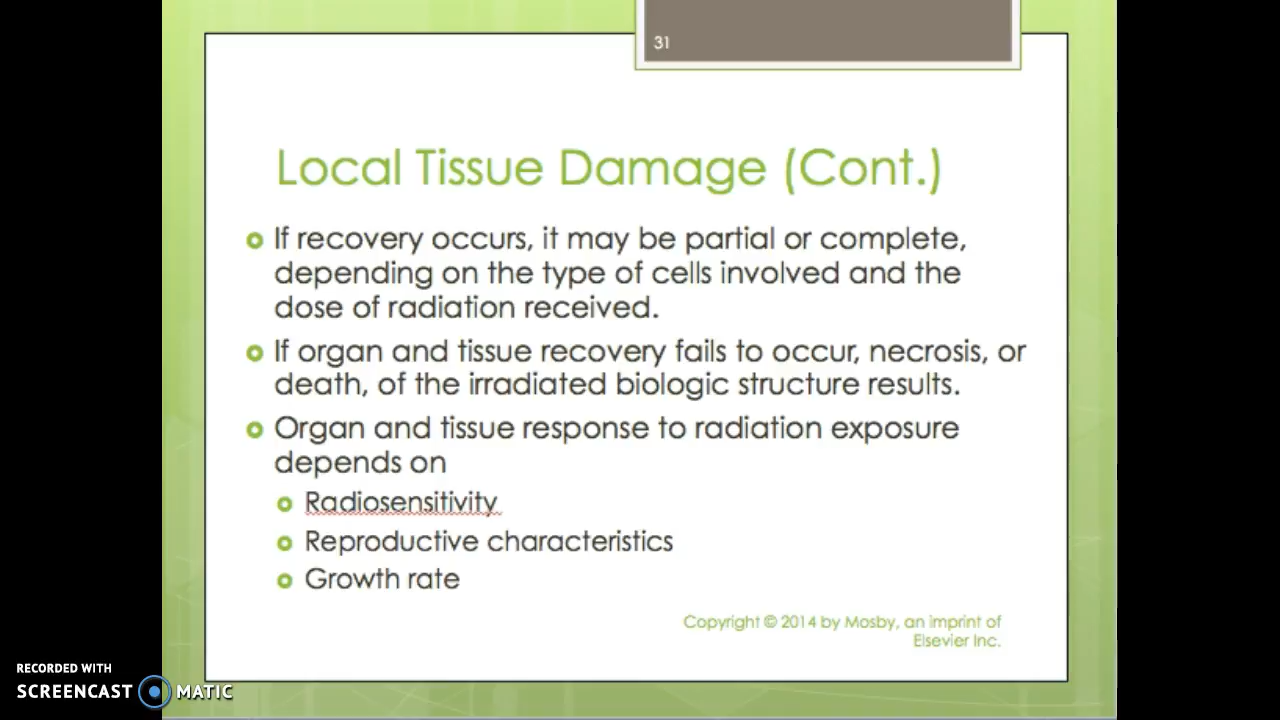 31
Local Tissue Damage (Cont.)
If recovery occurs, it may be partial or complete,
depending on the type of cells involved and the
dose of radiation received.
If organ and tissue recovery fails to occur, necrosis, or
death, of the irradiated biologic structure results.
Organ and tissue response to radiation exposure
depends on
Radiosensitivity
Reproductive characteristics
Growth rate
Copyright © 2014 by Mosby, an imprint of
Elsevier Inc.
RECORDED WITH
SCREENCAST MATIC